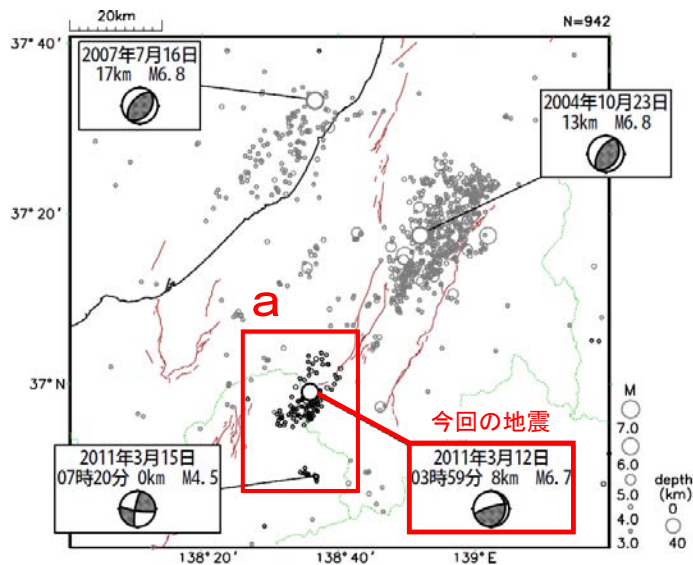 20km
N=942
37°40'
2007年7月16日
17km M6.8
2004年10月23日
13km M6.8
37°20'
a
37°N
今回の地震
2011年3月15日
07時20分 0km M4.5
2011年3月12日
03時59分 8km M6.7
M
7.0
6.0
5.0
4.0
3.0
depth
(km)
0
40
138°20'
138°40'
139°E